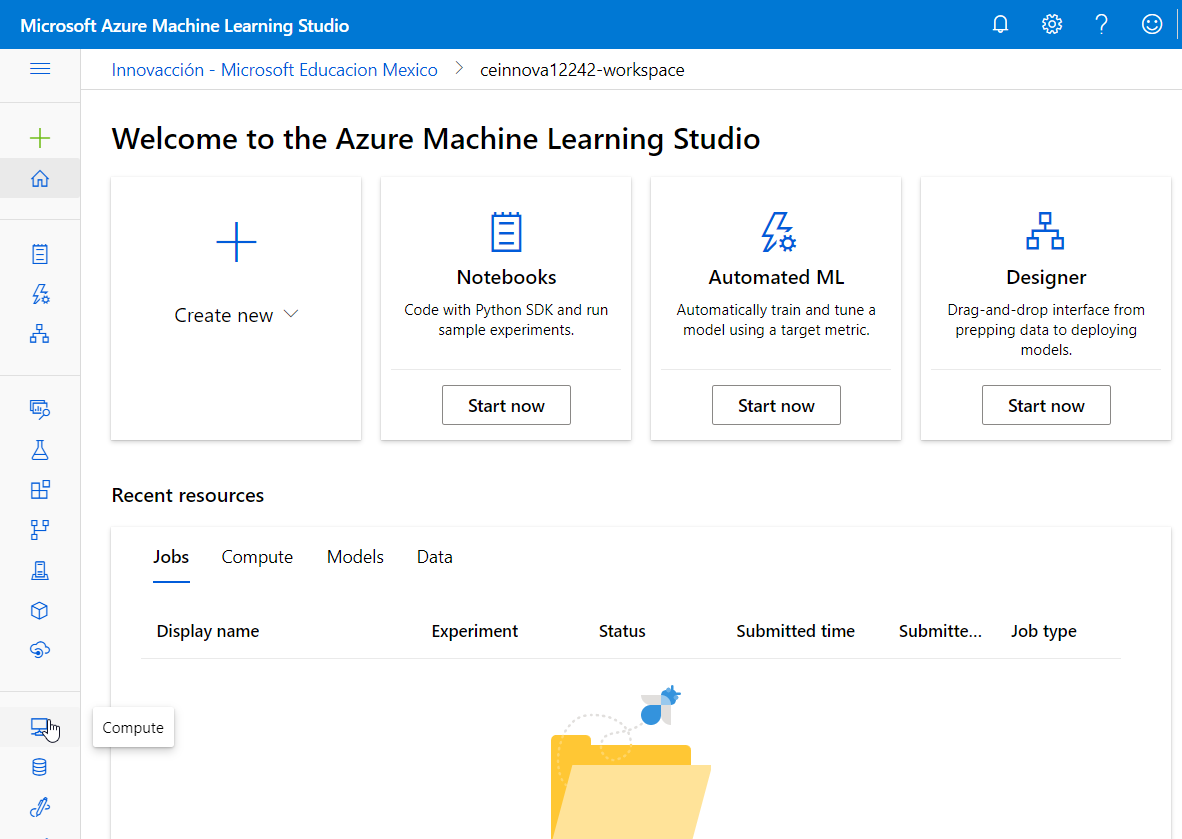 Microsoft Azure Machine Learning Studio
Innovacción - Microsoft Educacion Mexico > ceinnova12242-workspace
Welcome to the Azure Machine Learning Studio
Create new
Notebooks
Code with Python SDK and run
sample experiments.
Start now
Automated ML
Automatically train and tune a
model using a target metric.
Start now
Designer
Drag-and-drop interface from
prepping data to deploying
models.
Start now
Recent resources
Jobs Compute Models Data
Display name Experiment Status Submitted time Submitte... Job type
Compute